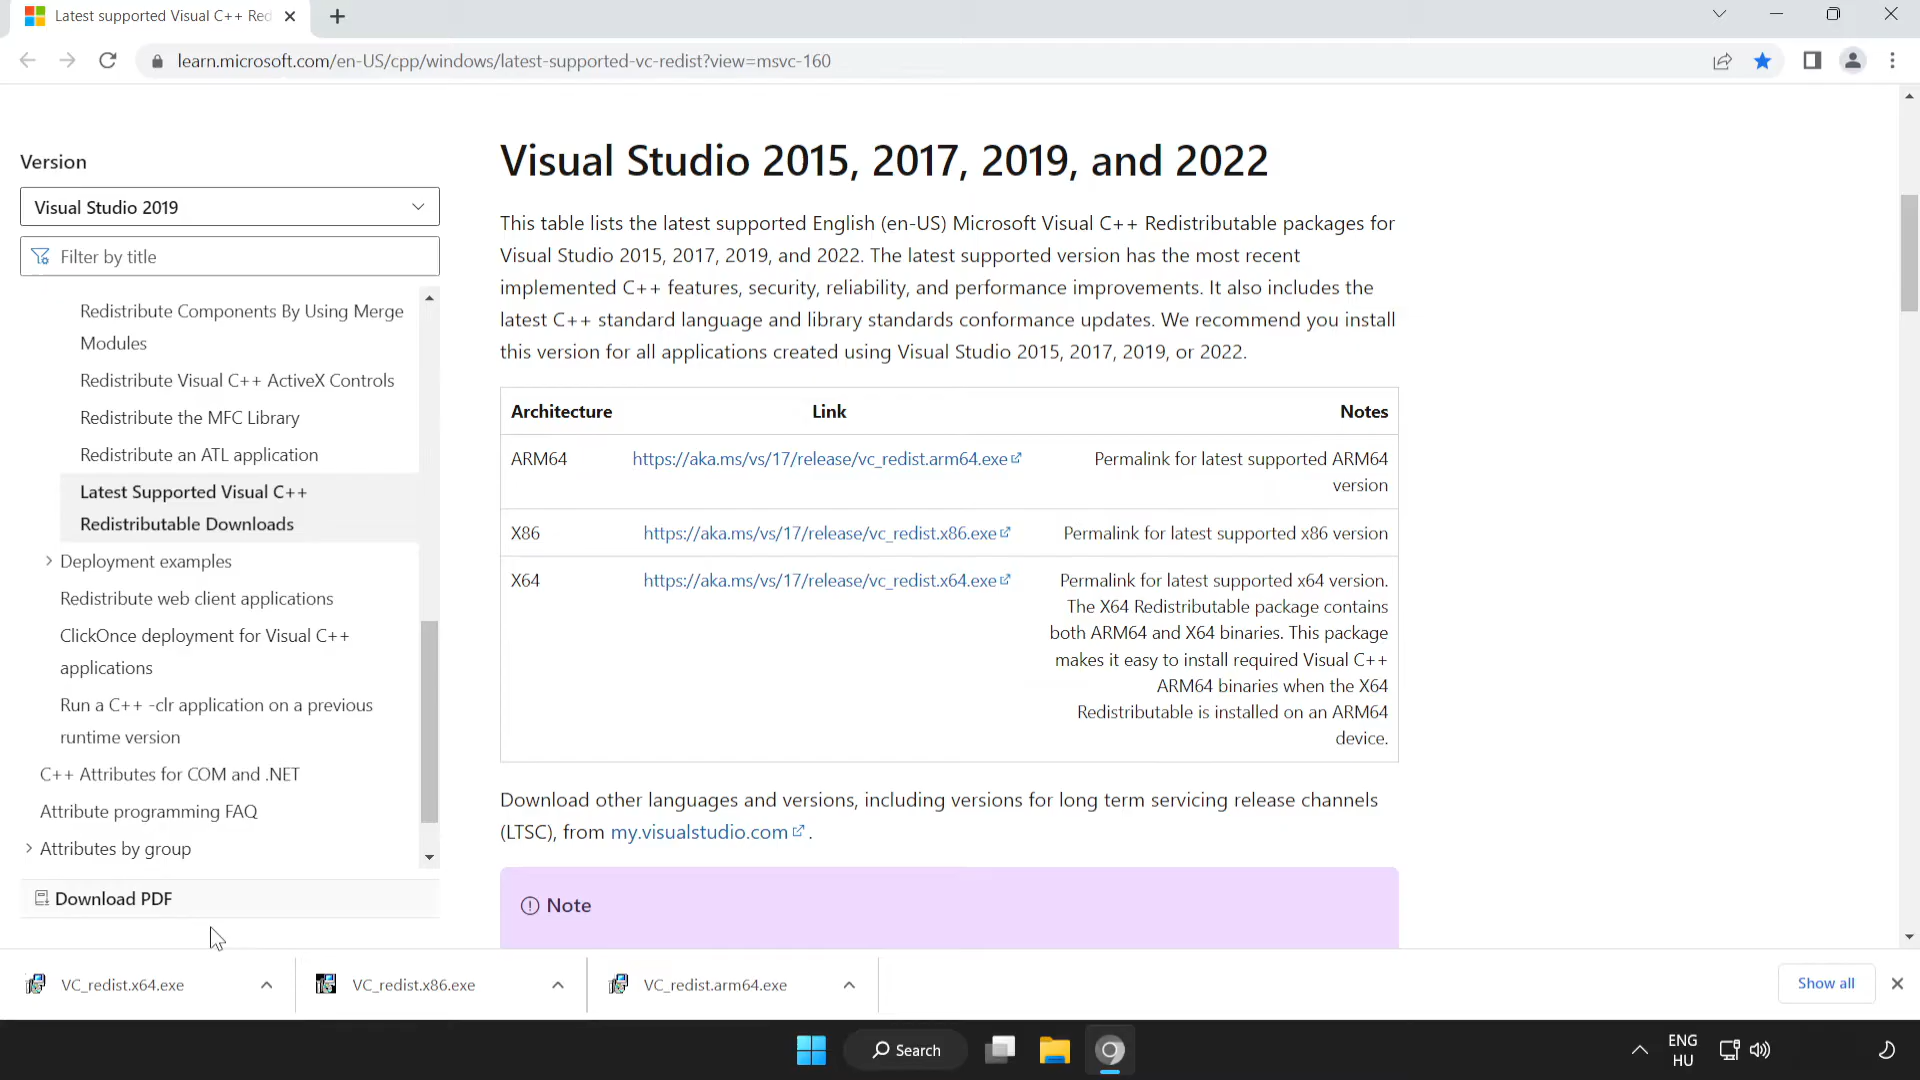 Latest supported Visual C++ Red
learn.microsoft.com/en-US/cpp/windows/latest-supported-vc-redist?view=msvc-160
Version
Visual Studio 2019
Filter by title
Redistribute Components By Using Merge
Modules
Redistribute Visual C++ ActiveX Controls
Redistribute the MFC Library
Redistribute an ATL application
Latest Supported Visual C++
Redistributable Downloads
Deployment examples
Redistribute web client applications
ClickOnce deployment for Visual C++
applications
Run a C++ -clr application on a previous
runtime version
C++ Attributes for COM and .NET
Attribute programming FAQ
Attributes by group
Download PDF
Visual Studio 2015, 2017, 2019, and 2022
This table lists the latest supported English (en-US) Microsoft Visual C++ Redistributable packages for
Visual Studio 2015, 2017, 2019, and 2022. The latest supported version has the most recent
implemented C++ features, security, reliability, and performance improvements. It also includes the
latest C++ standard language and library standards conformance updates. We recommend you install
this version for all applications created using Visual Studio 2015, 2017, 2019, or 2022.
Architecture Link Notes
ARM64 https://aka.ms/vs/17/release/vc_redist.arm64.exe Permalink for latest supported ARM64
version
X86 https://aka.ms/vs/17/release/vc_redist.x86.exe Permalink for latest supported x86 version
X64 https://aka.ms/vs/17/release/vc_redist.x64.exe Permalink for latest supported x64 version.
The X64 Redistributable package contains
both ARM64 and X64 binaries. This package
makes it easy to install required Visual C++
ARM64 binaries when the X64
Redistributable is installed on an ARM64
device.
Download other languages and versions, including versions for long term servicing release channels
(LTSC), from my.visualstudio.com .
Note
VC_redist.x64.exe VC_redist.x86.exe VC_redist.arm64.exe Show all
Search
ENG
HU